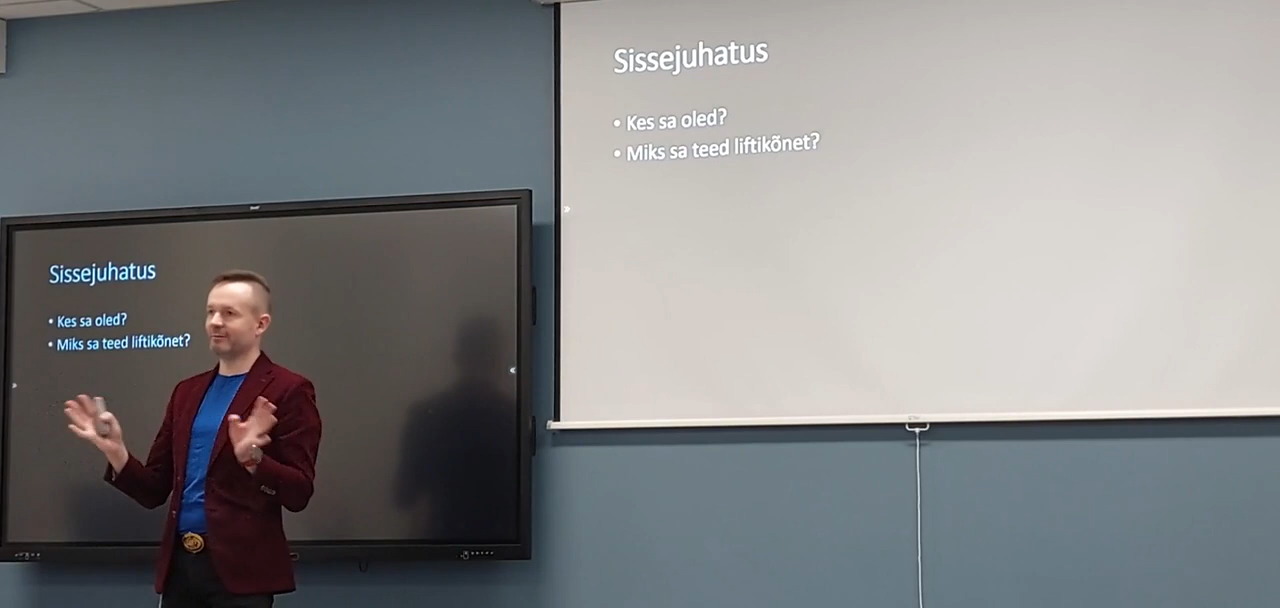 Sissejuhatus
• Kes sa oled?
• Miks sa teed liftikõnet?
Sissejuhatus
• Kes sa oled?
• Miks sa teed liftikõnet?